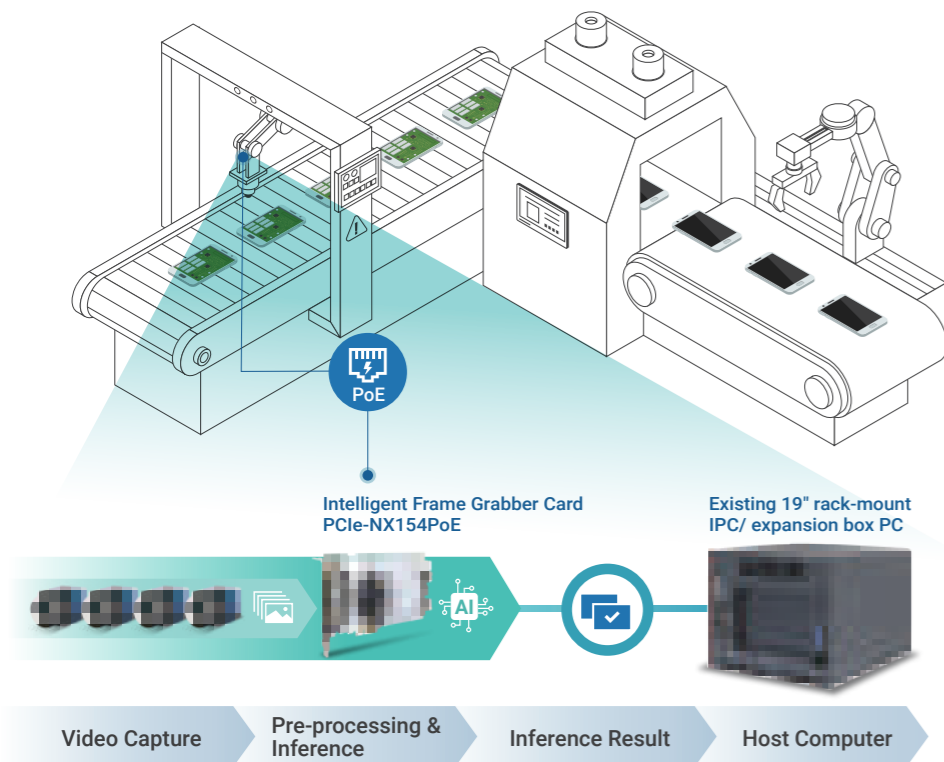 PoE
Intelligent Frame Grabber Card
PCIe-NX154PoE
Existing 19" rack-mount
IPC/ expansion box PC
AI
Video Capture
Pre-processing &
Inference
Inference Result
Host Computer